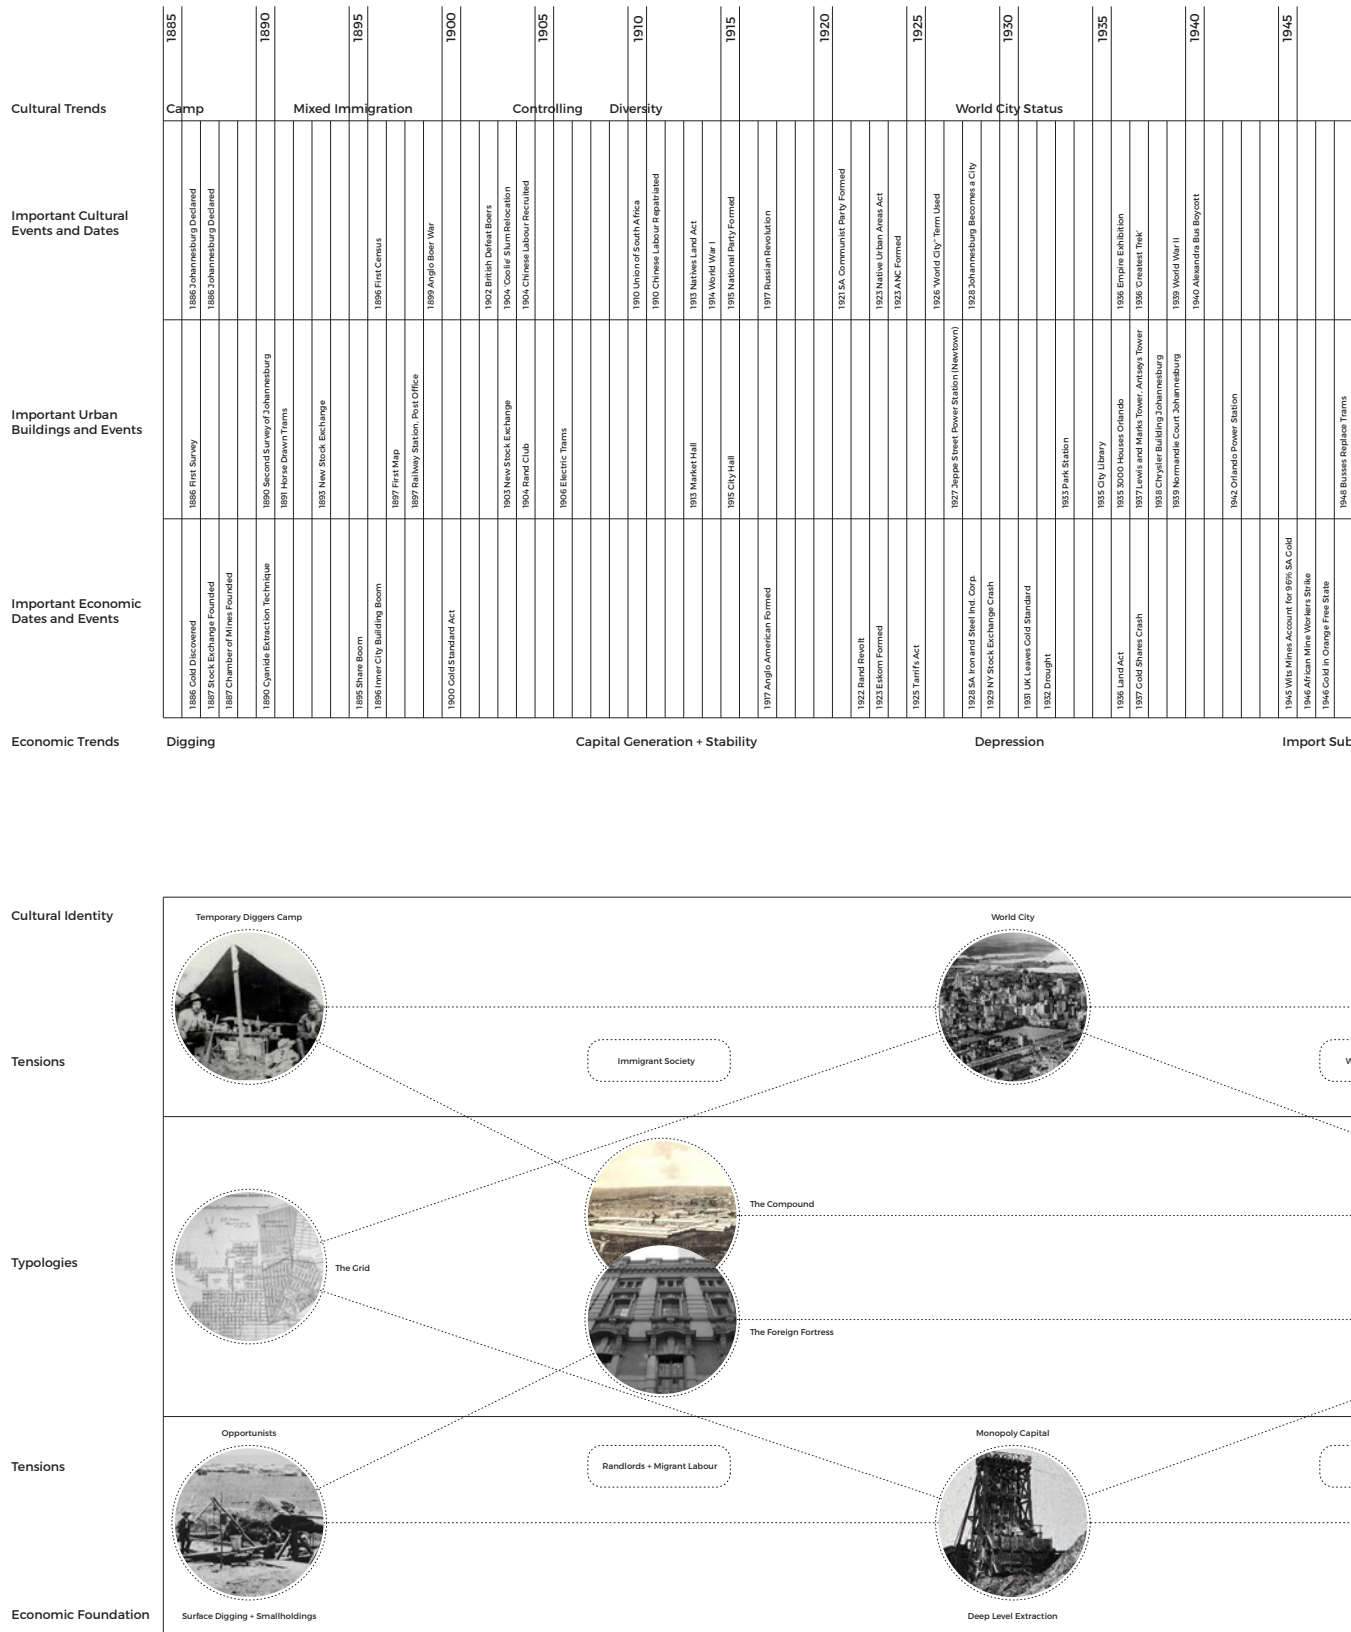 1885
1890
1895
1900
1905
1910
1915
1920
1925
1930
1935
1940
1945
Cultural Trends
Camp
Mixed Immigration
Controlling
Diversity
World City Status
Important Cultural
Events and Dates
1886 Johannesburg Declared
1886 Johannesburg Declared
1896 First Census
1899 Anglo Boer War
1902 British Defeat Boers
1904 'Coolie' Slum Relocation
1904 Chinese Labour Recruited
1910 Union of South Africa
1910 Chinese Labour Repatriated
1913 Natives Land Act
1914 World War I
1915 National Party Formed
1917 Russian Revolution
1921 SA Communist Party Formed
1923 Native Urban Areas Act
1923 ANC Formed
1926 'World City' Term Used
1928 Johannesburg Becomes a City
1936 Empire Exhibition
1936 'Greatest Trek'
1939 World War II
1940 Alexandra Bus Boycott
Important Urban
Buildings and Events
1886 First Survey
1890 Second Survey of Johannesburg
1891 Horse Drawn Trams
1893 New Stock Exchange
1897 First Map
1897 Railway Station, Post Office
1903 New Stock Exchange
1904 Rand Club
1906 Electric Trams
1913 Market Hall
1915 City Hall
1927 Jeppe Street Power Station (Newtown)
1933 Park Station
1935 City Library
1935 3000 Houses Orlando
1937 Lewis and Marks Tower, Antseys Tower
1938 Chrysler Building Johannesburg
1939 Normandie Court Johannesburg
1942 Orlando Power Station
1948 Busses Replace Trams
Important Economic
Dates and Events
1886 Gold Discovered
1887 Stock Exchange Founded
1887 Chamber of Mines Founded
1890 Cyanide Extraction Technique
1895 Share Boom
1896 Inner City Building Boom
1900 Gold Standard Act
1917 Anglo American Formed
1922 Rand Revolt
1923 Eskom Formed
1925 Tarrifs Act
1928 SA Iron and Steel Ind. Corp.
1929 NY Stock Exchange Crash
1931 UK Leaves Gold Standard
1932 Drought
1936 Land Act
1937 Gold Shares Crash
1945 Wits Mines Account for 96% SA Gold
1946 African Mine Workers Strike
1946 Gold in Orange Free State
Economic Trends
Digging
Capital Generation + Stability
Depression
Import Sub
Cultural Identity
Temporary Diggers Camp
World City
Tensions
Immigrant Society
W
The Compound
Typologies
The Grid
The Foreign Fortress
Opportunists
Monopoly Capital
Tensions
Randlords + Migrant Labour
Economic Foundation
Surface Digging + Smallholdings
Deep Level Extraction